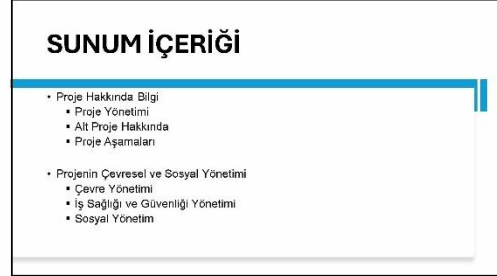 SUNUM İÇERİĞİ
• Proje Hakkında Bilgi
▪ Proje Yönetimi
▪ Alt Proje Hakkında
▪ Proje Aşamaları
• Projenin Çevresel ve Sosyal Yönetimi
▪ Çevre Yönetimi
▪ İş Sağlığı ve Güvenliği Yönetimi
▪ Sosyal Yönetim